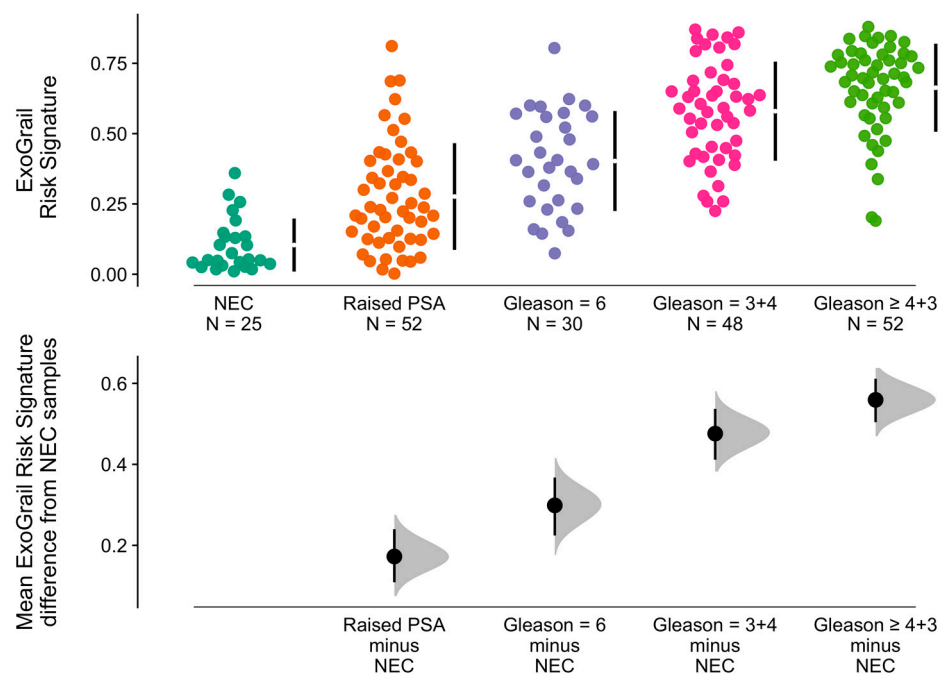 ExoGrail
Risk Signature
0.75
0.50
0.25
0.00
NEC
N = 25
Raised PSA
N = 52
Gleason = 6
N = 30
Gleason = 3+4
N = 48
Gleason ≥ 4+3
N = 52
Mean ExoGrail Risk Signature
difference from NEC samples
0.6
0.4
0.2
Raised PSA
minus
NEC
Gleason = 6
minus
NEC
Gleason = 3+4
minus
NEC
Gleason ≥ 4+3
minus
NEC